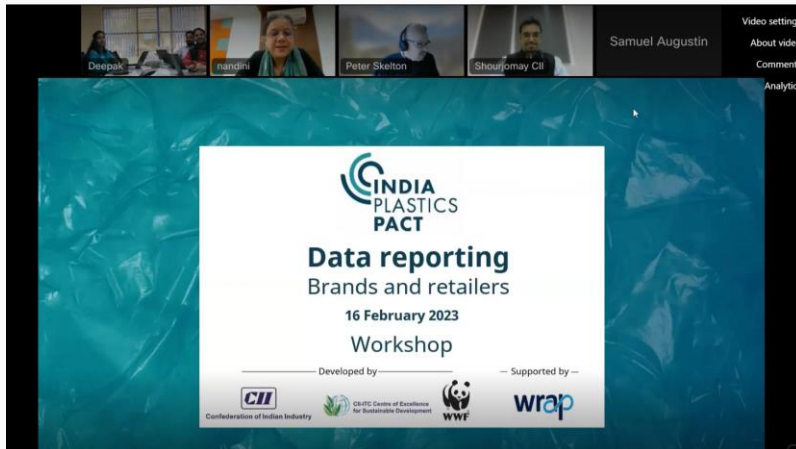 Deepak
nandini
Peter Skelton
Shourjomay CII
Samuel Augustin
Video setting
About vide
Comment
Analytic
INDIA
PLASTICS
PACT
Data reporting
Brands and retailers
16 February 2023
Workshop
Developed by
Supported by
CII
Confederation of Indian Industry
CII-ITC Centre of Excellence
for Sustainable Development
WWF
wrap